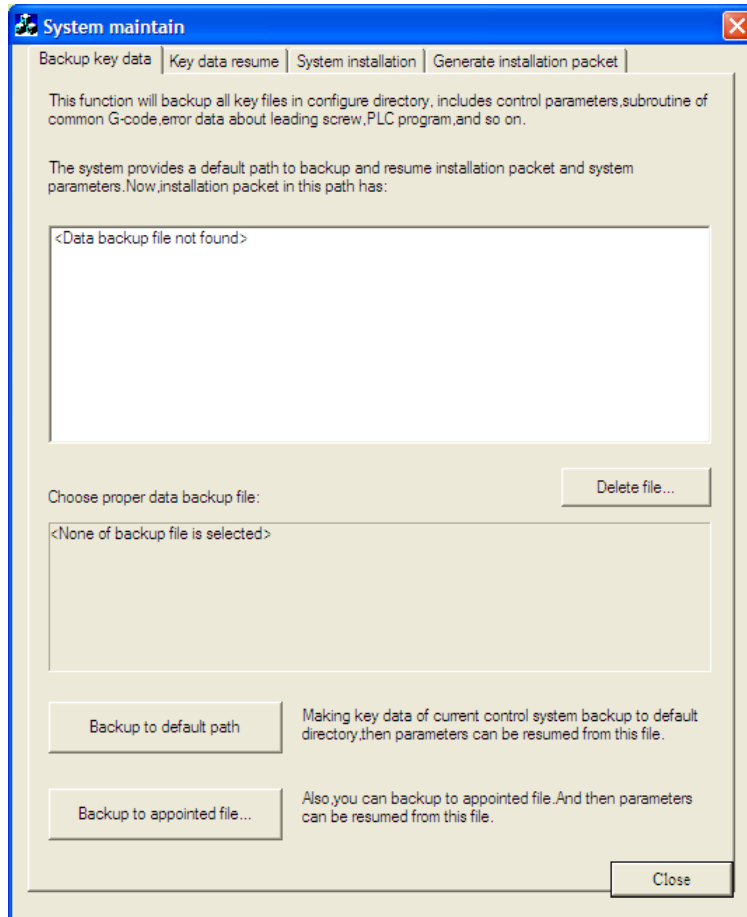 System maintain
Backup key data
Key data resume
System installation
Generate installation packet
This function will backup all key files in configure directory, includes control parameters,subroutine of
common G-code,error data about leading screw,PLC program,and so on.
The system provides a default path to backup and resume installation packet and system
parameters.Now,installation packet in this path has:
<Data backup file not found>
Delete file...
Choose proper data backup file:
<None of backup file is selected>
Backup to default path
Making key data of current control system backup to default
directory,then parameters can be resumed from this file.
Backup to appointed file...
Also,you can backup to appointed file.And then parameters
can be resumed from this file.
Close